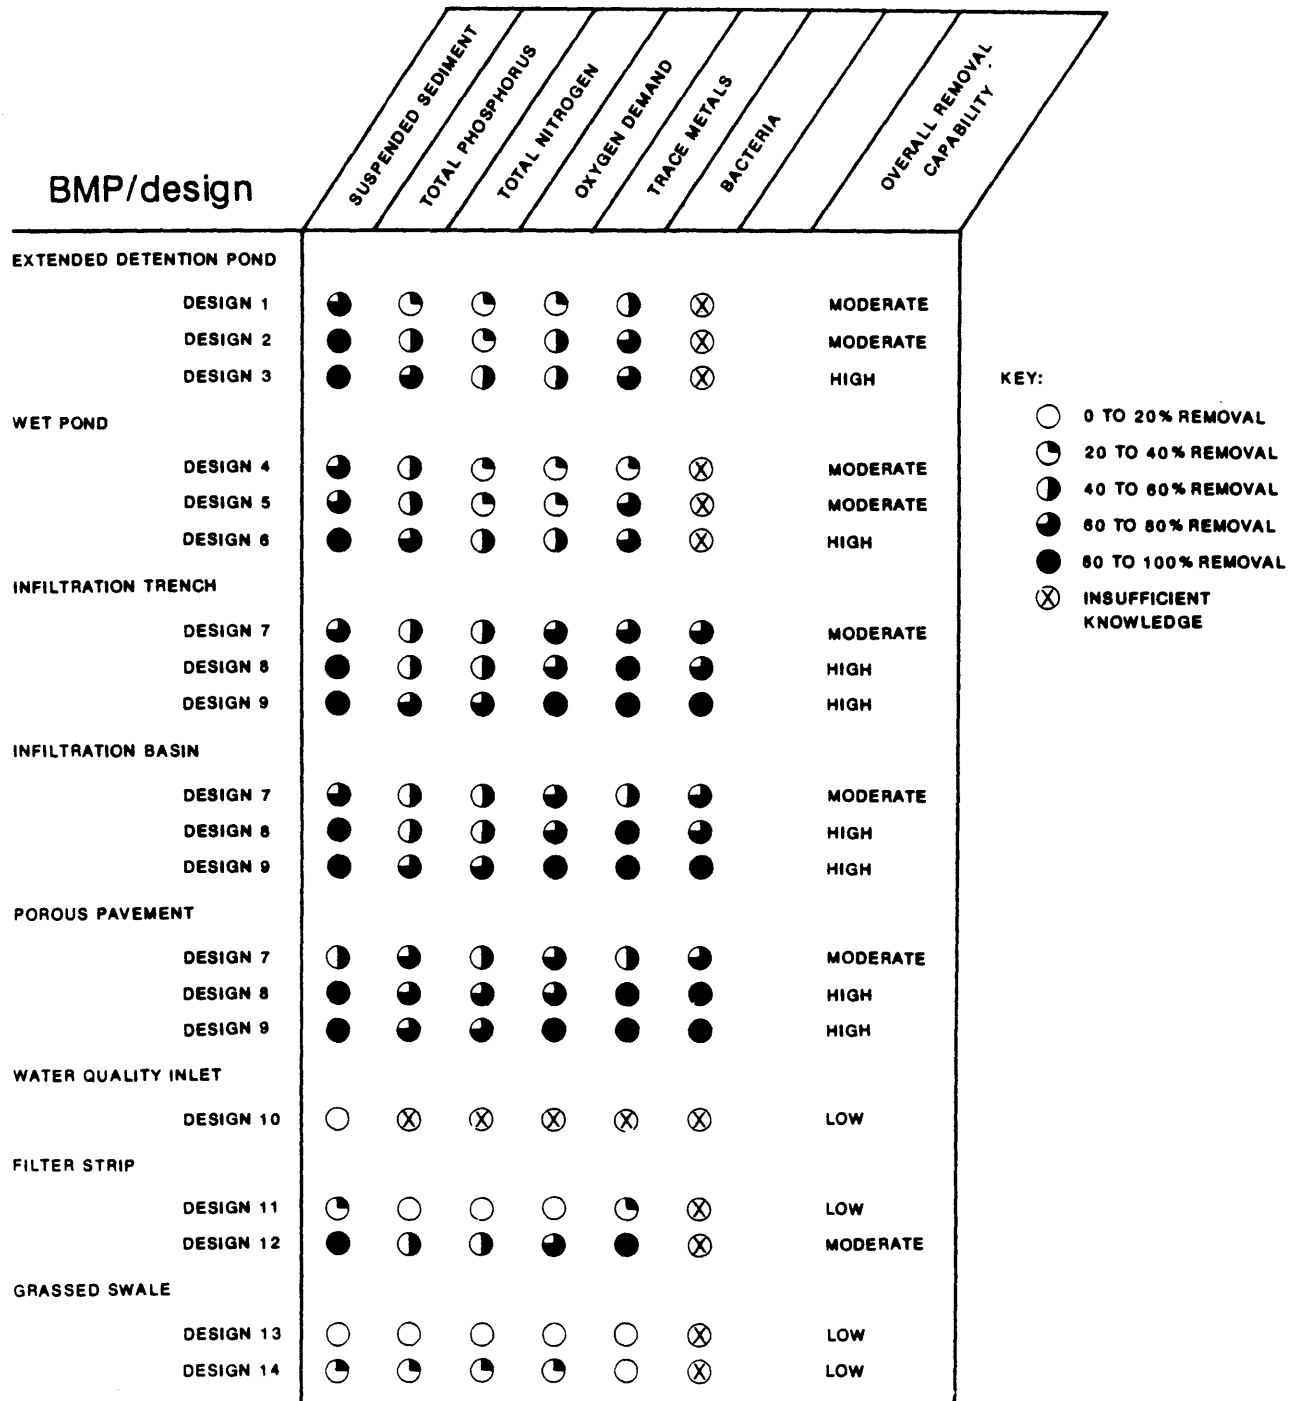 SUSPENDED SEDIMENT
TOTAL PHOSPHORUS
TOTAL NITROGEN
OXYGEN DEMAND
TRACE METALS
BACTERIA
OVERALL REMOVAL
CAPABILITY
BMP/design
EXTENDED DETENTION POND
DESIGN 1 MODERATE
DESIGN 2 MODERATE
DESIGN 3 HIGH
WET POND
DESIGN 4 MODERATE
DESIGN 5 MODERATE
DESIGN 6 HIGH
INFILTRATION TRENCH
DESIGN 7 MODERATE
DESIGN 8 HIGH
DESIGN 9 HIGH
INFILTRATION BASIN
DESIGN 7 MODERATE
DESIGN 8 HIGH
DESIGN 9 HIGH
POROUS PAVEMENT
DESIGN 7 MODERATE
DESIGN 8 HIGH
DESIGN 9 HIGH
WATER QUALITY INLET
DESIGN 10 LOW
FILTER STRIP
DESIGN 11 LOW
DESIGN 12 MODERATE
GRASSED SWALE
DESIGN 13 LOW
DESIGN 14 LOW
KEY:
0 TO 20% REMOVAL
20 TO 40% REMOVAL
40 TO 60% REMOVAL
60 TO 80% REMOVAL
80 TO 100% REMOVAL
INSUFFICIENT
KNOWLEDGE